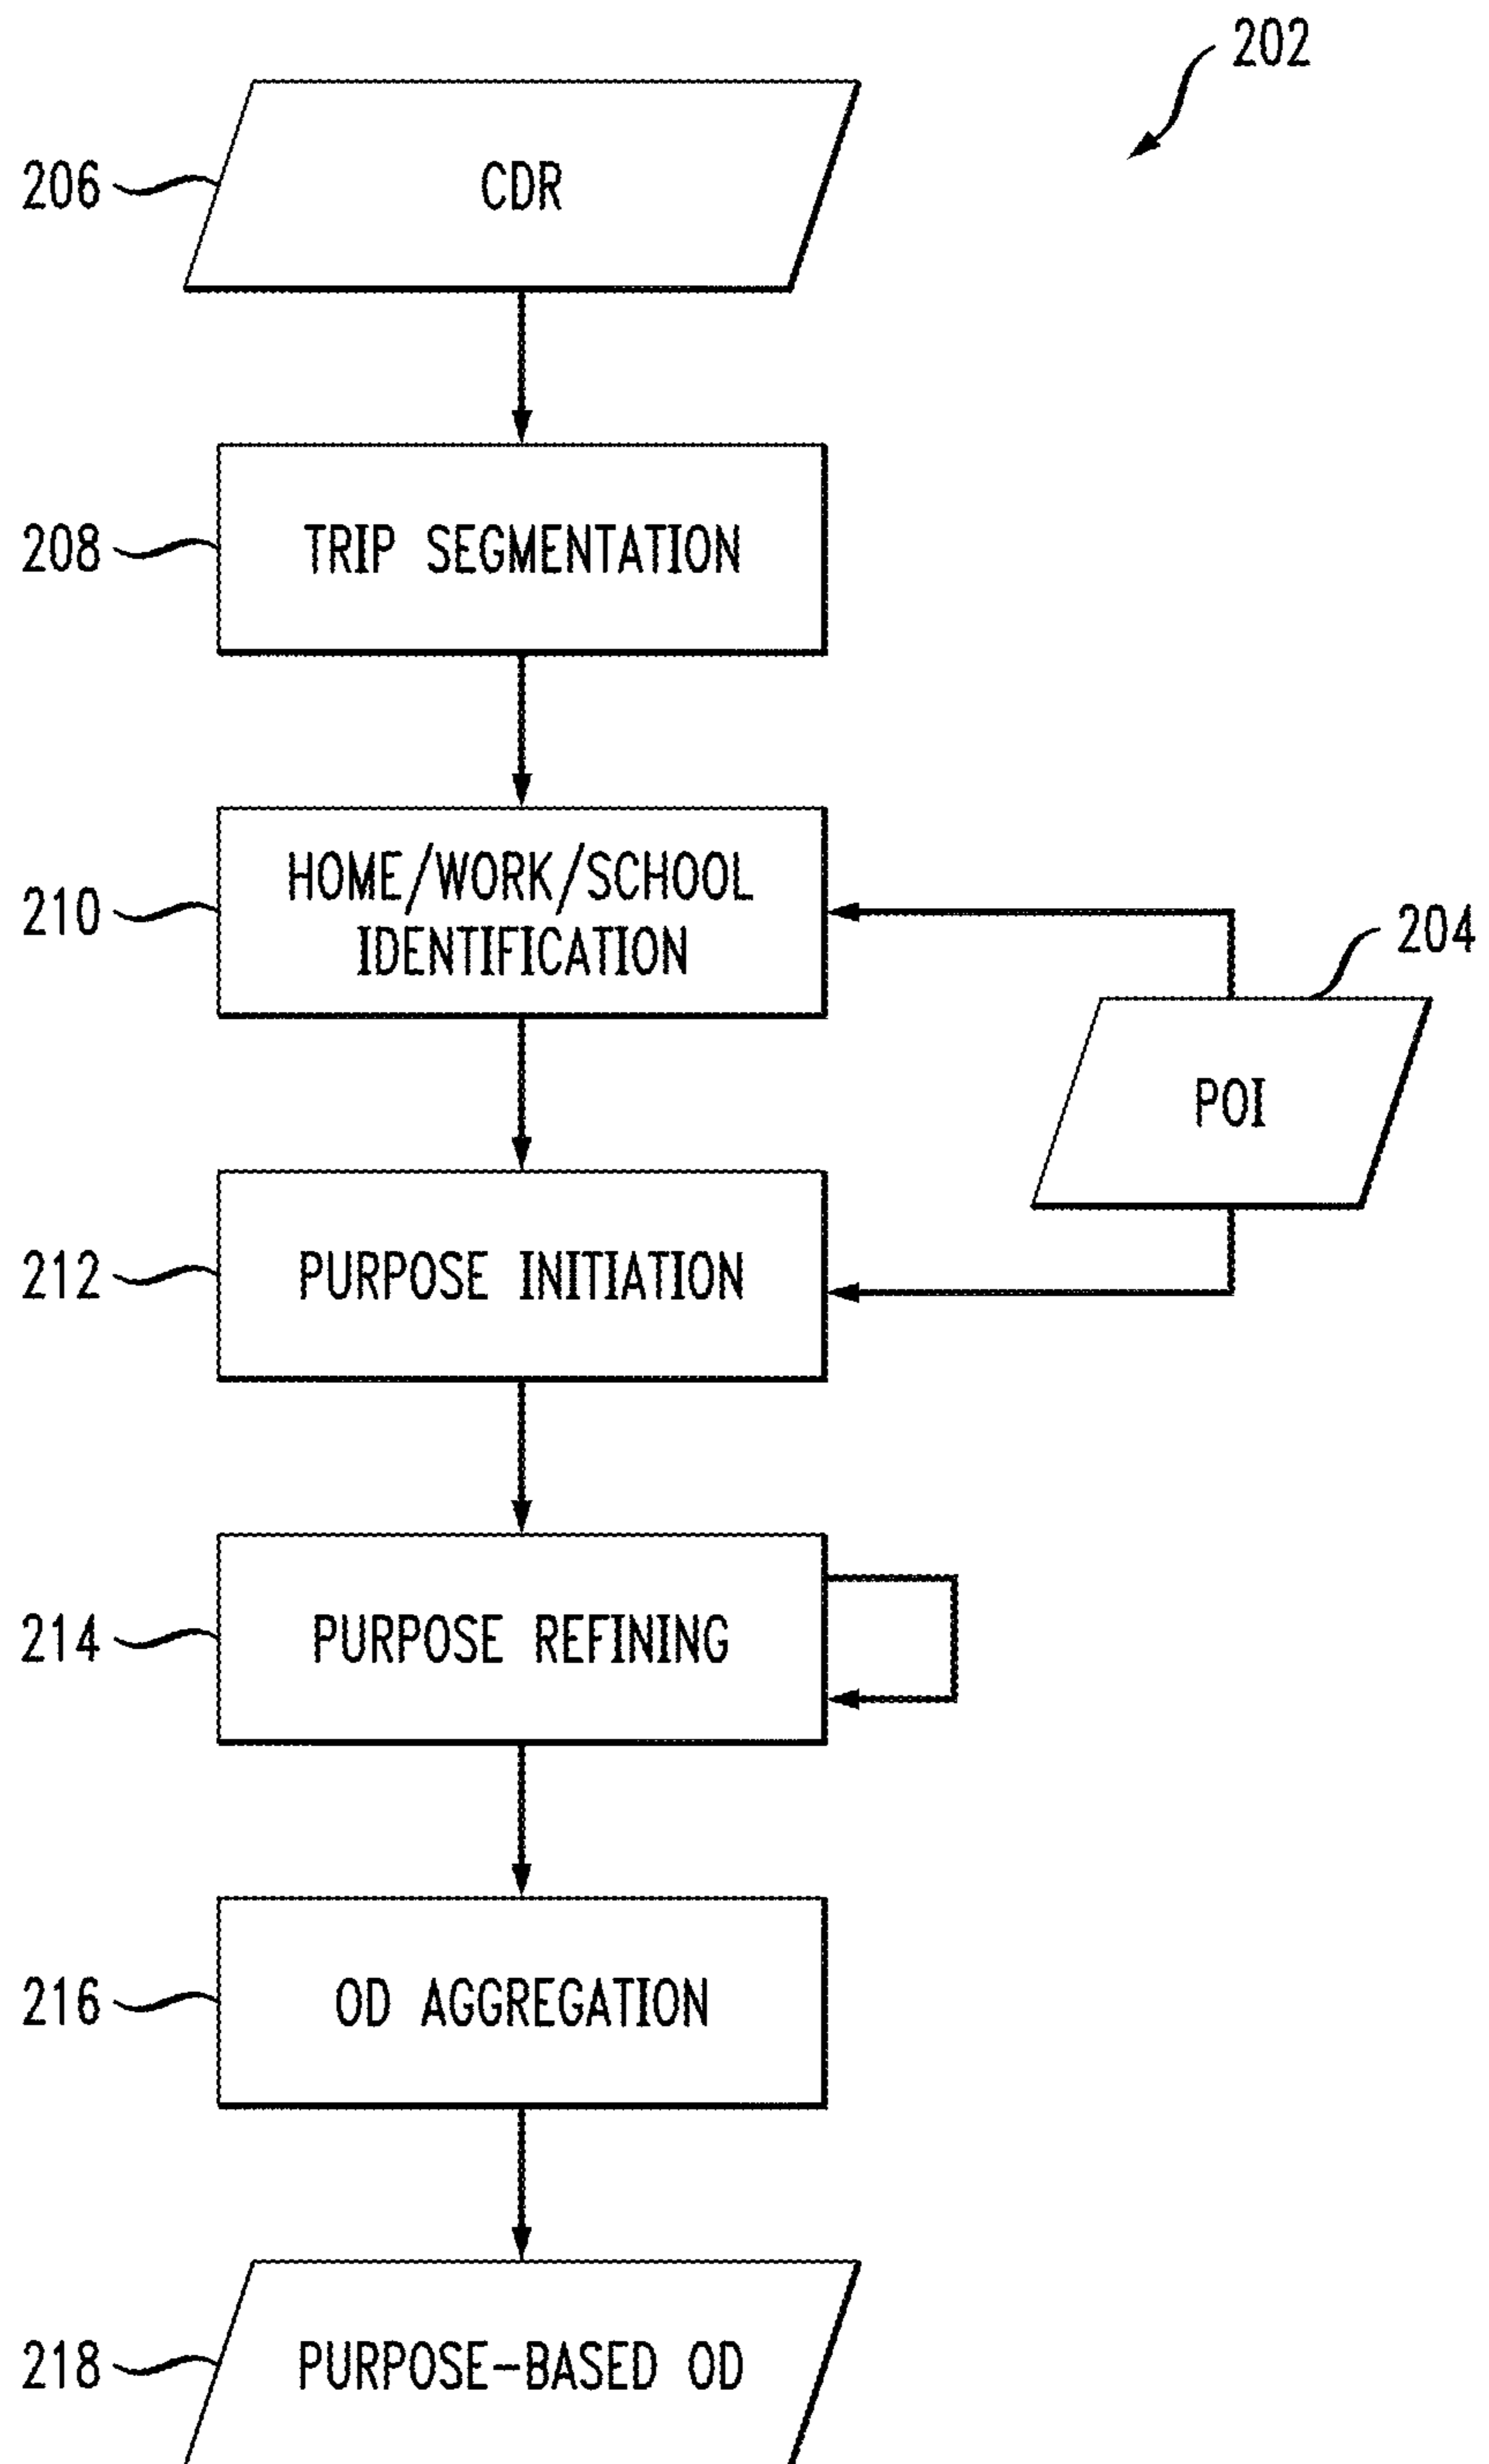 202
206
CDR
208
TRIP SEGMENTATION
210
HOME/WORK/SCHOOL
IDENTIFICATION
204
POI
212
PURPOSE INITIATION
214
PURPOSE REFINING
216
OD AGGREGATION
218
PURPOSE-BASED OD